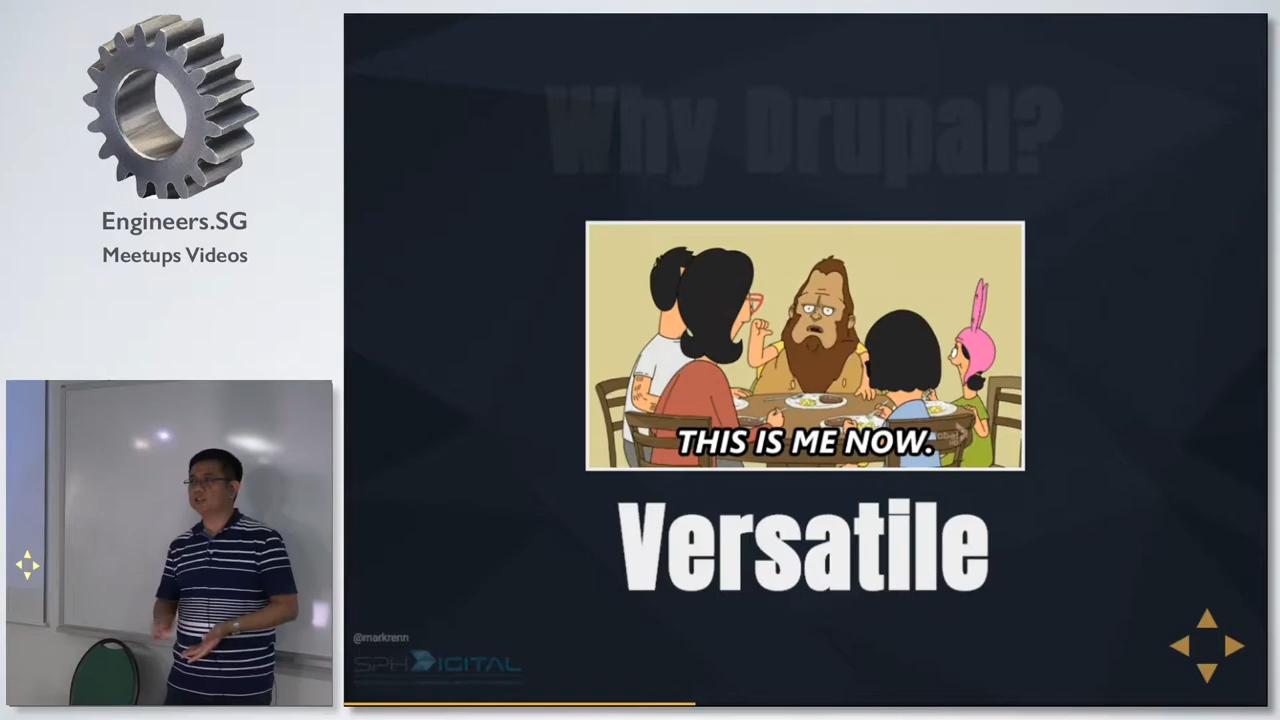 Engineers.SG
Meetups Videos
Why Drupal?
THIS IS ME NOW.
Versatile
@markrenn
SPH DIGITAL